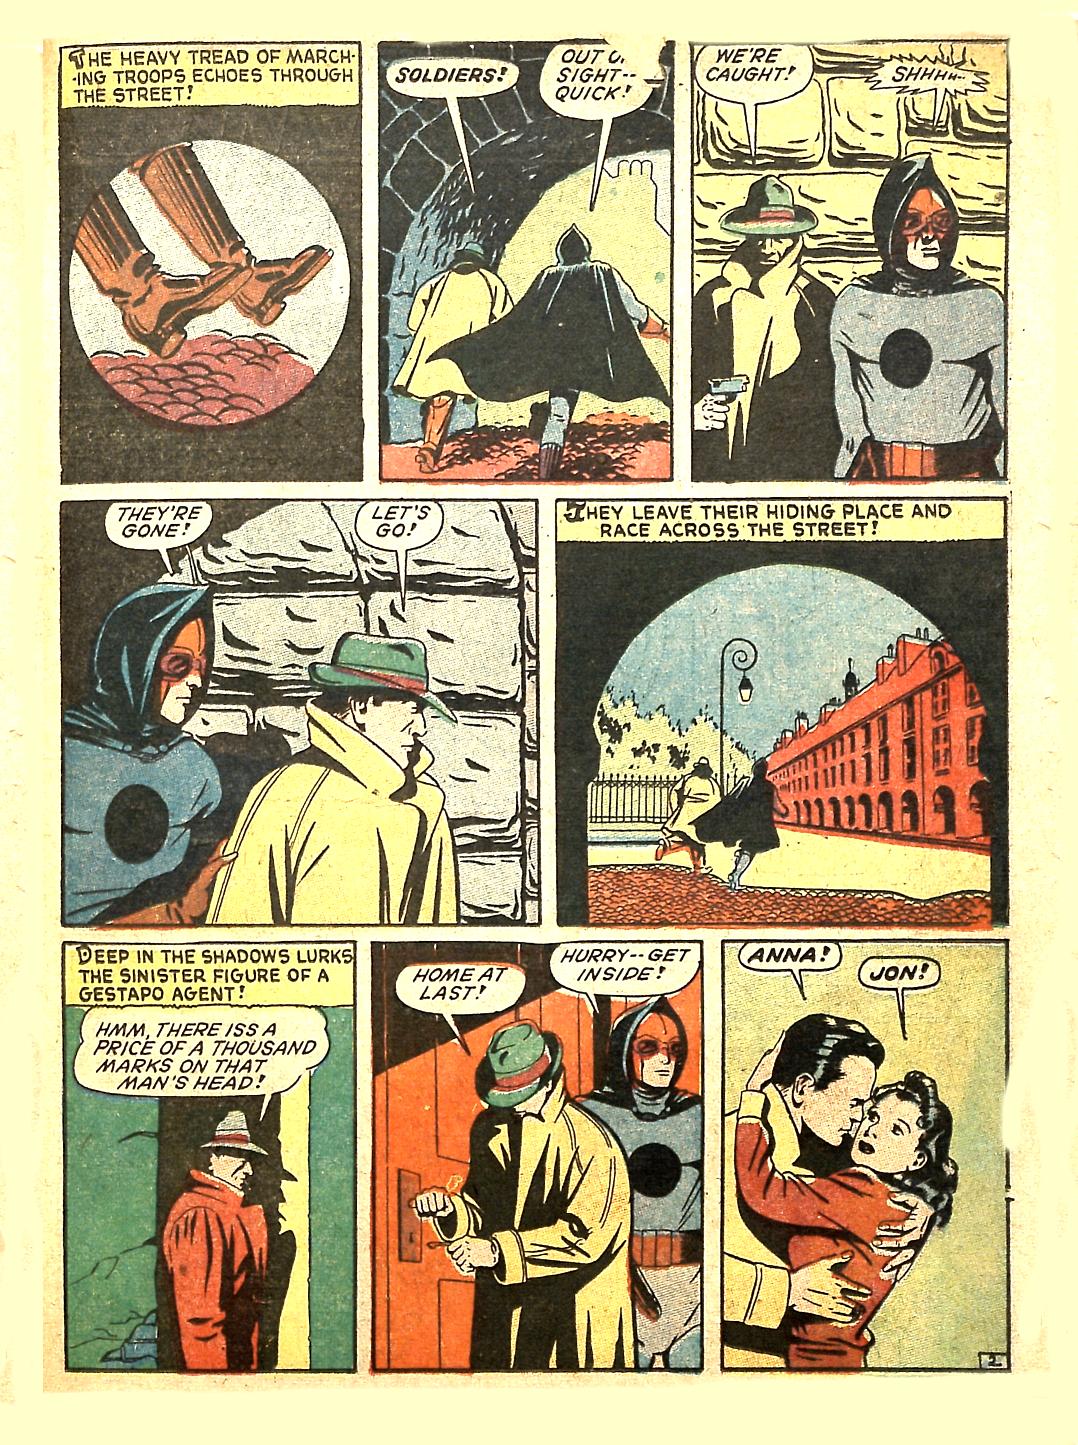 THE HEAVY TREAD OF MARCH-
-ING TROOPS ECHOES THROUGH
THE STREET!
SOLDIERS!
OUT
SIGHT--
QUICK!
WE'RE
CAUGHT!
SHHHH--
THEY'RE
GONE!
LET'S
GO!
THEY LEAVE THEIR HIDING PLACE AND
RACE ACROSS THE STREET!
DEEP IN THE SHADOWS LURKS
THE SINISTER FIGURE OF A
GESTAPO AGENT!
HMM, THERE ISS A
PRICE OF A THOUSAND
MARKS ON THAT
MAN'S HEAD!
HOME AT
LAST!
HURRY--GET
INSIDE!
ANNA!
JON!
2